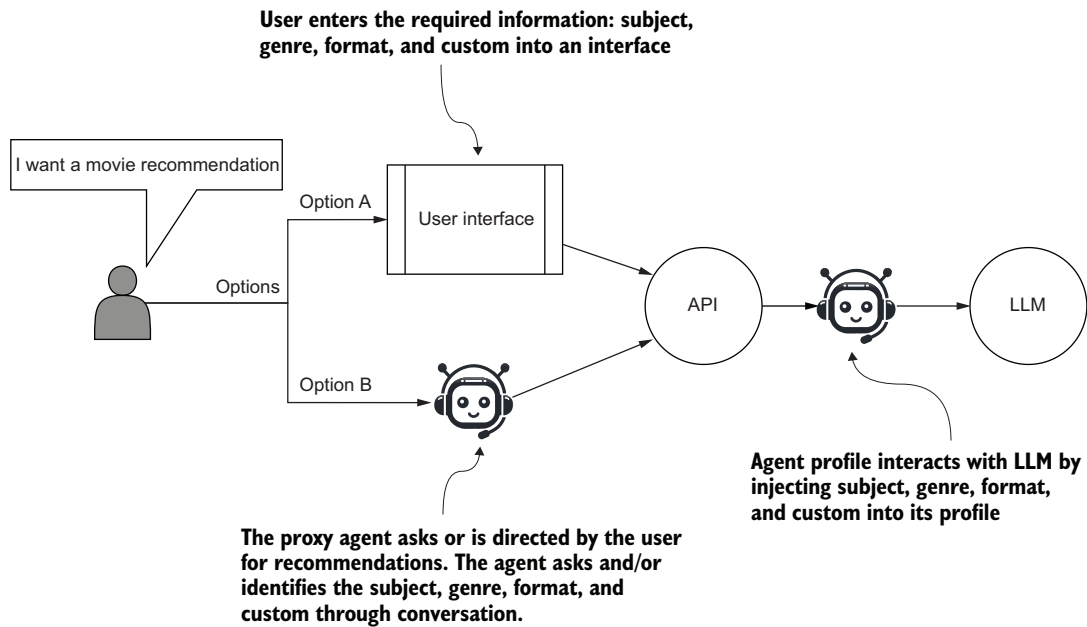 User enters the required information: subject,
genre, format, and custom into an interface
I want a movie recommendation
Option A
User interface
Options
API
LLM
Option B
Agent profile interacts with LLM by
injecting subject, genre, format,
and custom into its profile
The proxy agent asks or is directed by the user
for recommendations. The agent asks and/or
identifies the subject, genre, format, and
custom through conversation.